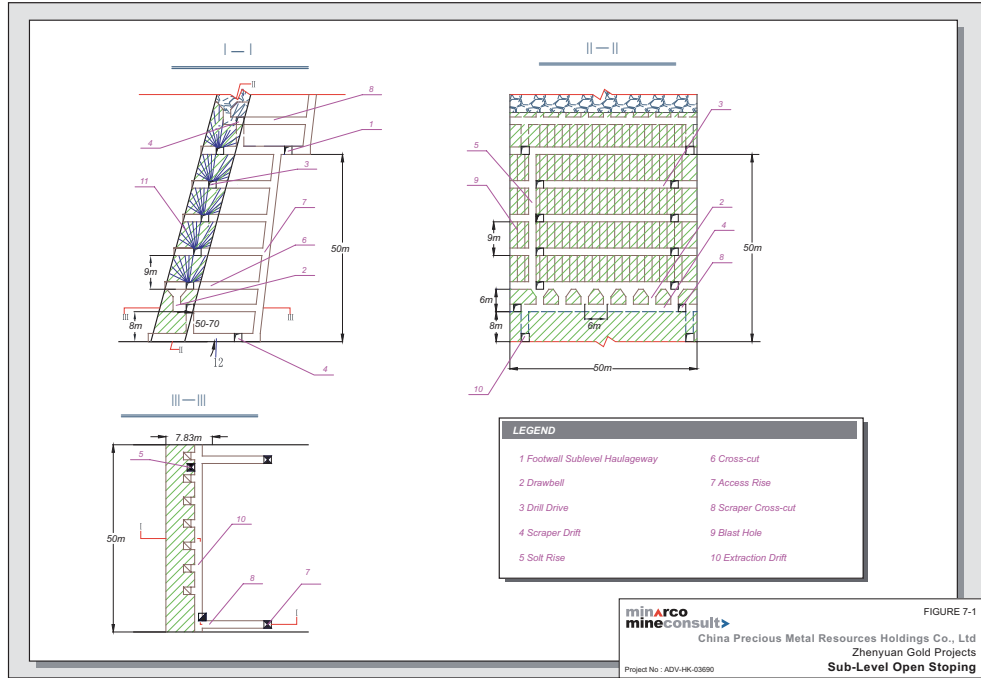 I — I
II
8
1
4
3
11
7
6
2
50m
9m
III
III
8m
50-70
II
12
4
II — II
3
5
9
2
4
8
9m
50m
6m
6m
8m
50m
10
III — III
7.83m
5
10
I
50m
8
7
I
LEGEND
1 Footwall Sublevel Haulageway
2 Drawbell
3 Drill Drive
4 Scraper Drift
5 Solt Rise
6 Cross-cut
7 Access Rise
8 Scraper Cross-cut
9 Blast Hole
10 Extraction Drift
minarco
mineconsult
FIGURE 7-1
China Precious Metal Resources Holdings Co., Ltd
Zhenyuan Gold Projects
Project No : ADV-HK-03690
Sub-Level Open Stoping